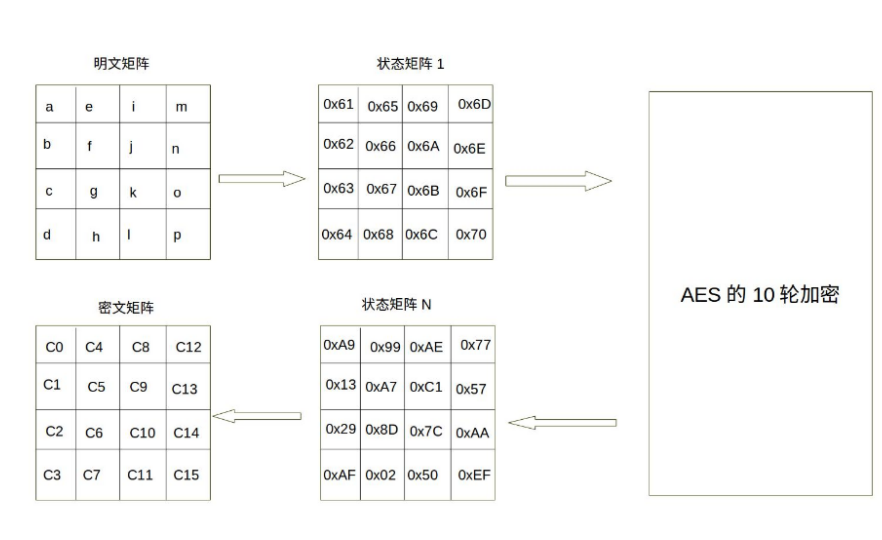 明文矩阵
a e i m
b f j n
c g k o
d h l p
状态矩阵 1
0x61 0x65 0x69 0x6D
0x62 0x66 0x6A 0x6E
0x63 0x67 0x6B 0x6F
0x64 0x68 0x6C 0x70
AES 的 10 轮加密
密文矩阵
C0 C4 C8 C12
C1 C5 C9 C13
C2 C6 C10 C14
C3 C7 C11 C15
状态矩阵 N
0xA9 0x99 0xAE 0x77
0x13 0xA7 0xC1 0x57
0x29 0x8D 0x7C 0xAA
0xAF 0x02 0x50 0xEF